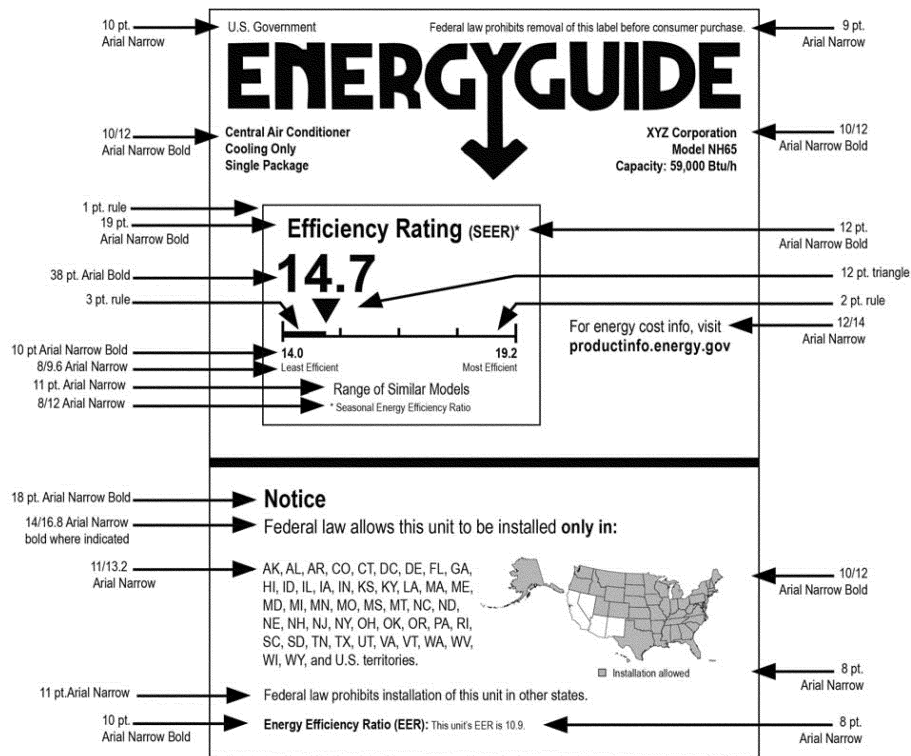 10 pt.
Arial Narrow
U.S. Government
Federal law prohibits removal of this label before consumer purchase.
9 pt.
Arial Narrow
ENERGYGUIDE
10/12
Arial Narrow Bold
Central Air Conditioner
Cooling Only
Single Package
XYZ Corporation
Model NH65
Capacity: 59,000 Btu/h
10/12
Arial Narrow Bold
1 pt. rule
19 pt.
Arial Narrow Bold
Efficiency Rating (SEER)*
12 pt.
Arial Narrow Bold
38 pt. Arial Bold
14.7
12 pt. triangle
3 pt. rule
2 pt. rule
For energy cost info, visit
productinfo.energy.gov
12/14
Arial Narrow
10 pt Arial Narrow Bold
14.0
19.2
8/9.6 Arial Narrow
Least Efficient
Most Efficient
11 pt. Arial Narrow
Range of Similar Models
8/12 Arial Narrow
* Seasonal Energy Efficiency Ratio
18 pt. Arial Narrow Bold
Notice
14/16.8 Arial Narrow
bold where indicated
Federal law allows this unit to be installed only in:
11/13.2
Arial Narrow
AK, AL, AR, CO, CT, DC, DE, FL, GA,
HI, ID, IL, IA, IN, KS, KY, LA, MA, ME,
MD, MI, MN, MO, MS, MT, NC, ND,
NE, NH, NJ, NY, OH, OK, OR, PA, RI,
SC, SD, TN, TX, UT, VA, VT, WA, WV,
WI, WY, and U.S. territories.
10/12
Arial Narrow Bold
Installation allowed
8 pt.
Arial Narrow
11 pt.Arial Narrow
Federal law prohibits installation of this unit in other states.
10 pt.
Arial Narrow Bold
Energy Efficiency Ratio (EER): This unit's EER is 10.9.
8 pt.
Arial Narrow